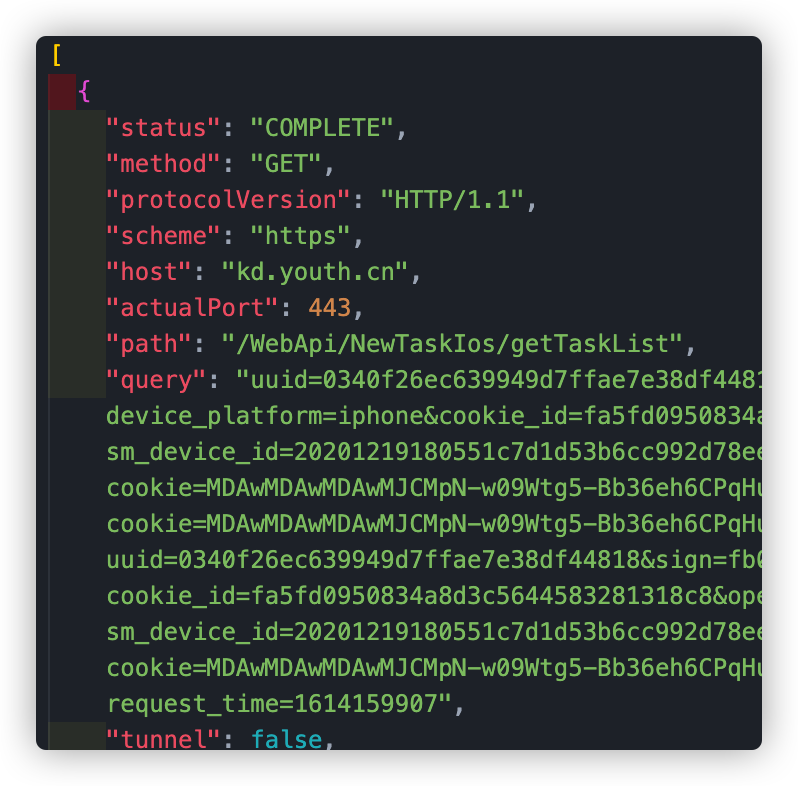 [
{
"status": "COMPLETE",
"method": "GET",
"protocolVersion": "HTTP/1.1",
"scheme": "https",
"host": "kd.youth.cn",
"actualPort": 443,
"path": "/WebApi/NewTaskIos/getTaskList",
"query": "uuid=0340f26ec639949d7ffae7e38df4481
device_platform=iphone&cookie_id=fa5fd0950834a
sm_device_id=20201219180551c7d1d53b6cc992d78ee
cookie=MDAwMDAwMDAwMJCMpN-w09Wtg5-Bb36eh6CPqHu
cookie=MDAwMDAwMDAwMJCMpN-w09Wtg5-Bb36eh6CPqHu
uuid=0340f26ec639949d7ffae7e38df44818&sign=fb0
cookie_id=fa5fd0950834a8d3c5644583281318c8&ope
sm_device_id=20201219180551c7d1d53b6cc992d78ee
cookie=MDAwMDAwMDAwMJCMpN-w09Wtg5-Bb36eh6CPqHu
request_time=1614159907",
"tunnel": false,